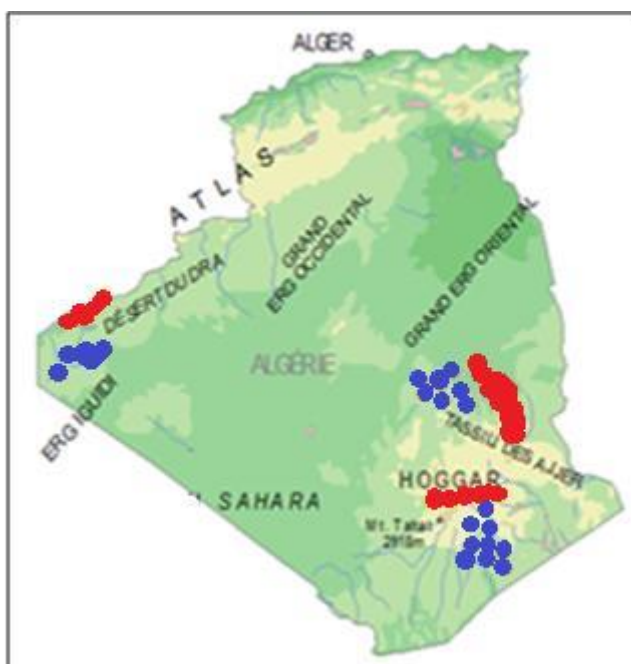 ALGER
ATLAS
DÉSERT DU DRA
GRAND
ERG OCCIDENTAL
GRAND ERG ORIENTAL
ALGÉRIE
ERG IGUIDI
TASSILI DES AJJER
HOGGAR
SAHARA
Mt. Tahat
2918m